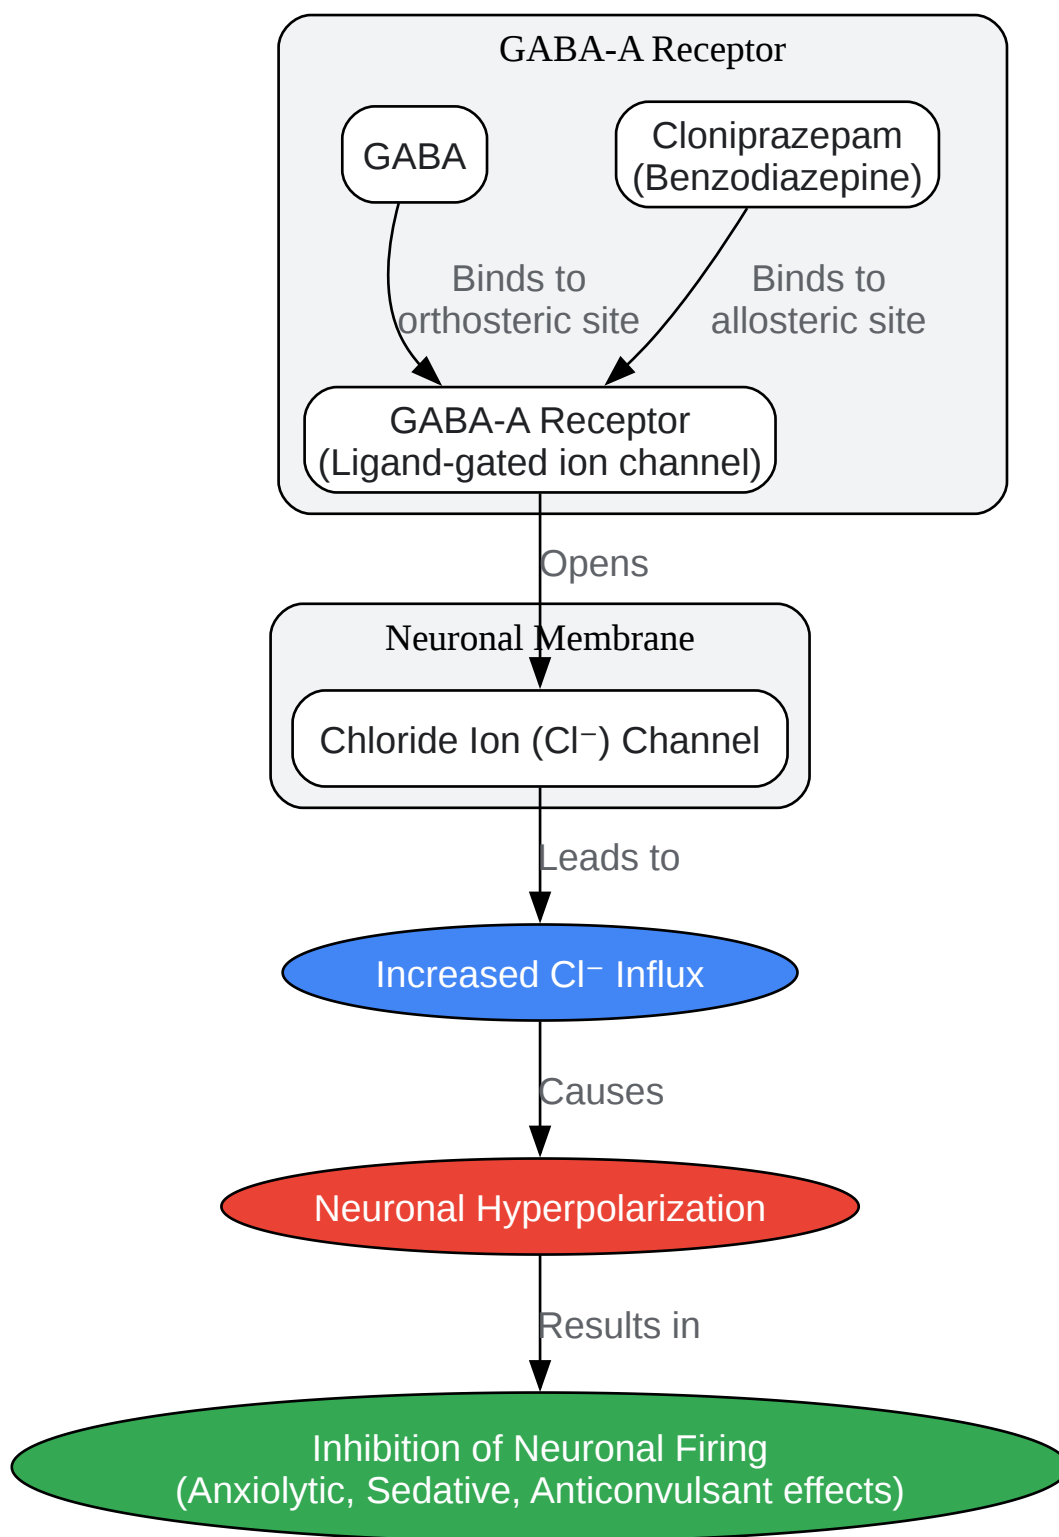 GABA-A Receptor
GABA
Cloniprazepam
(Benzodiazepine)
Binds to
orthosteric site
Binds to
allosteric site
GABA-A Receptor
(Ligand-gated ion channel)
Opens
Neuronal Membrane
Chloride Ion (Cl⁻) Channel
Leads to
Increased Cl⁻ Influx
Causes
Neuronal Hyperpolarization
Results in
Inhibition of Neuronal Firing
(Anxiolytic, Sedative, Anticonvulsant effects)